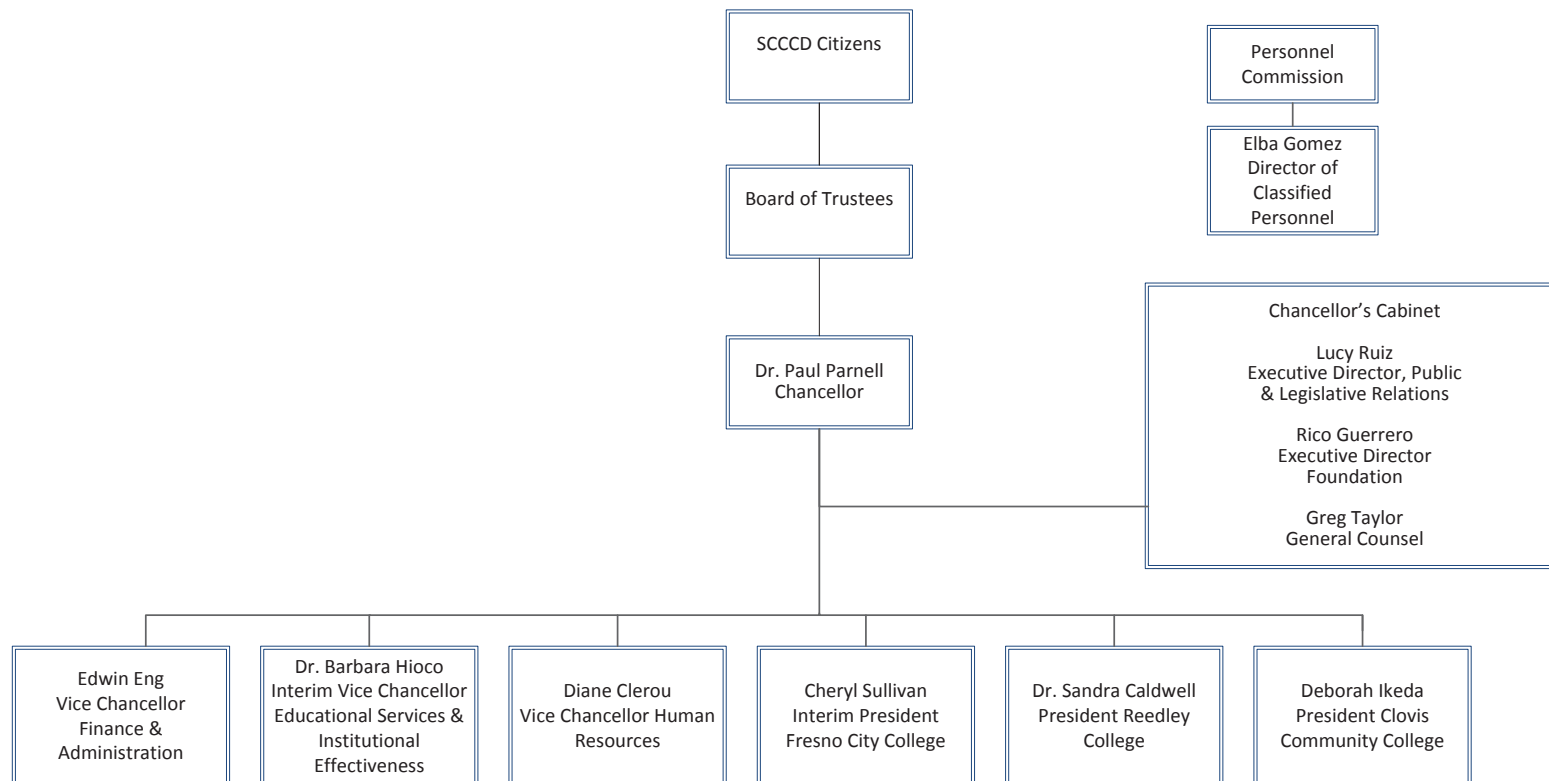 SCCCD Citizens
Personnel
Commission
Elba Gomez
Director of
Classified
Personnel
Board of Trustees
Chancellor’s Cabinet
Lucy Ruiz
Executive Director, Public
& Legislative Relations
Rico Guerrero
Executive Director
Foundation
Greg Taylor
General Counsel
Dr. Paul Parnell
Chancellor
Edwin Eng
Vice Chancellor
Finance &
Administration
Dr. Barbara Hioco
Interim Vice Chancellor
Educational Services &
Institutional
Effectiveness
Diane Clerou
Vice Chancellor Human
Resources
Cheryl Sullivan
Interim President
Fresno City College
Dr. Sandra Caldwell
President Reedley
College
Deborah Ikeda
President Clovis
Community College